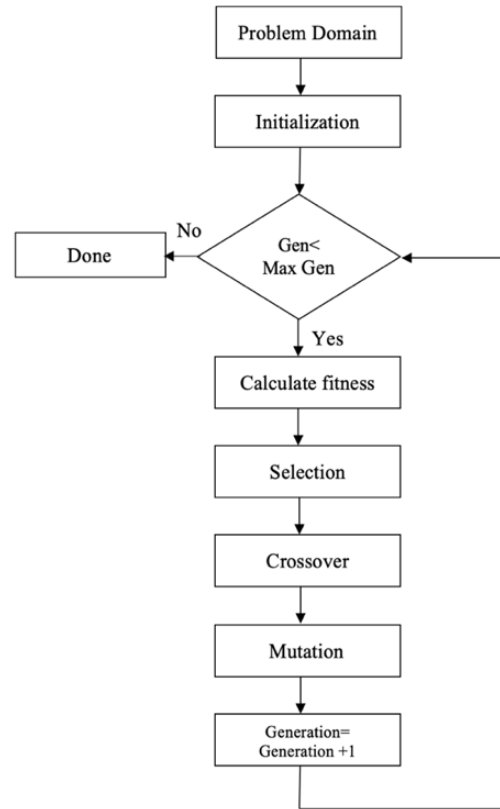 Problem Domain
Initialization
No
Done
Gen<
Max Gen
Yes
Calculate fitness
Selection
Crossover
Mutation
Generation=
Generation +1